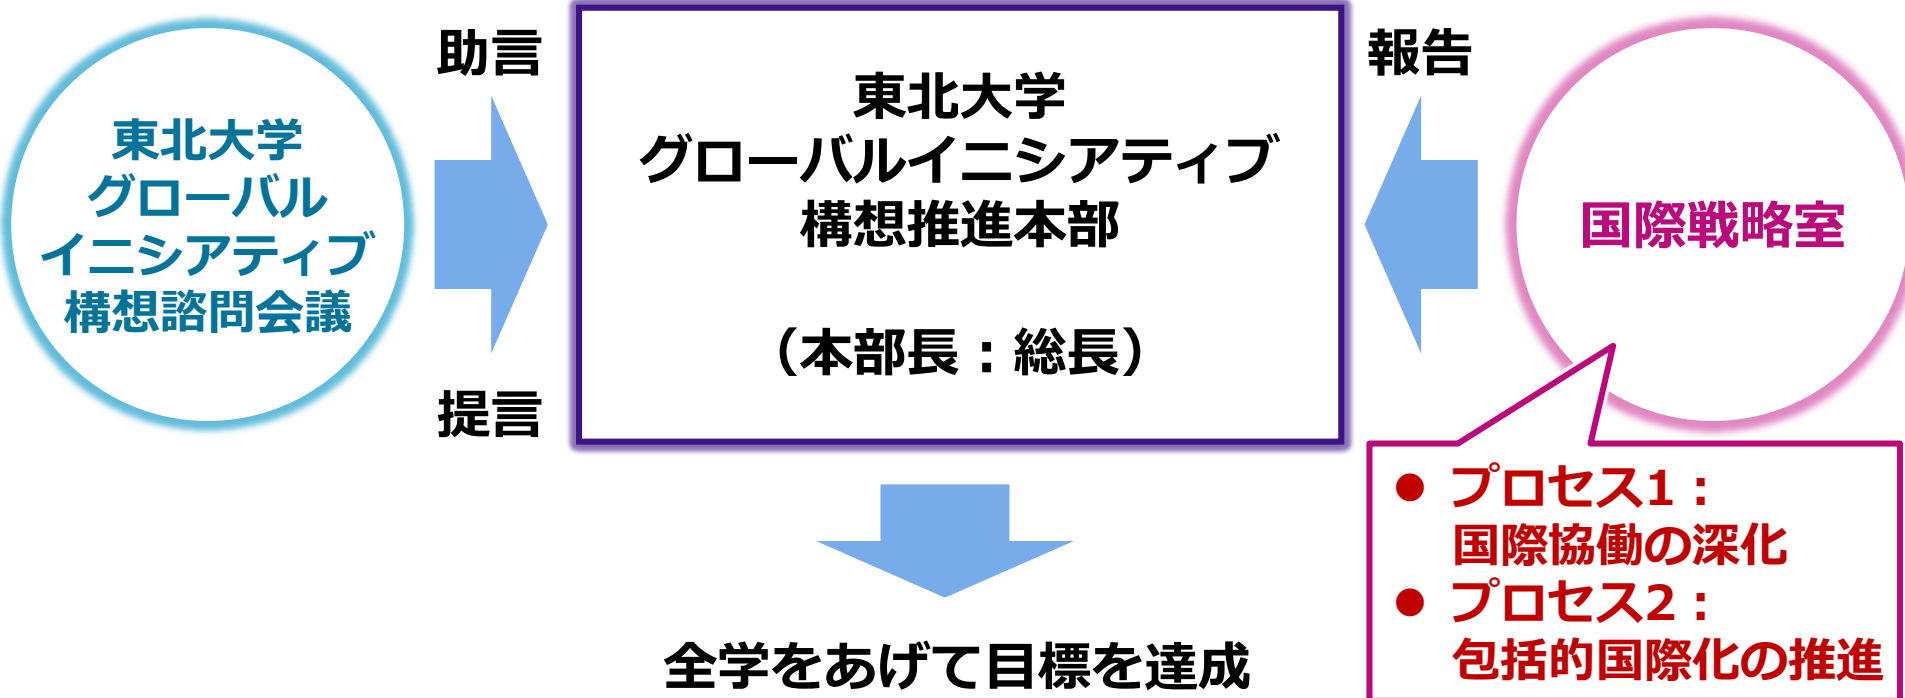 東北大学
グローバル
イニシアティブ
構想諮問会議
助言
提言
東北大学
グローバルイニシアティブ
構想推進本部
（本部長：総長）
報告
国際戦略室
● プロセス1：
国際協働の深化
● プロセス2：
包括的国際化の推進
全学をあげて目標を達成